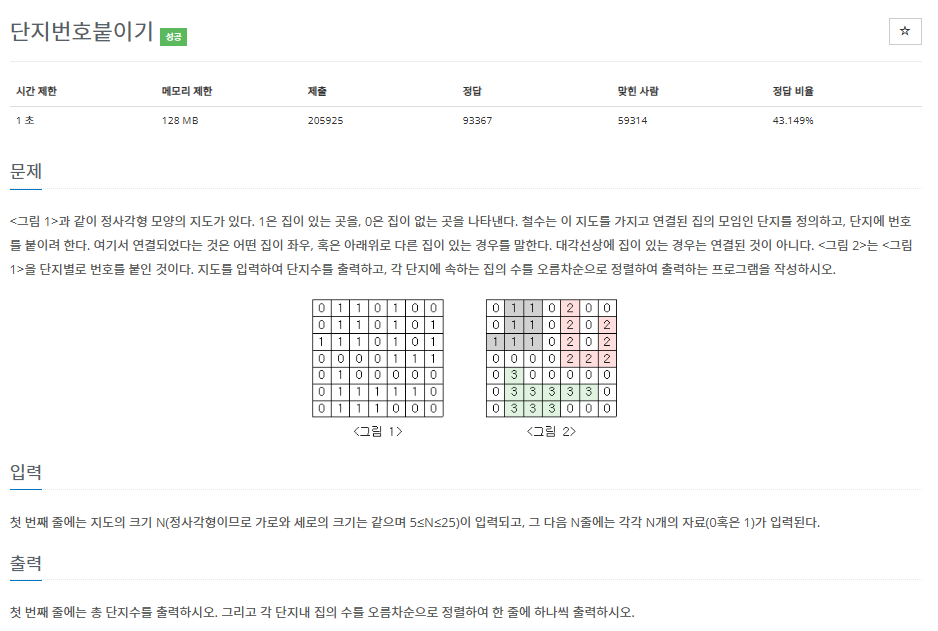 단지번호붙이기 성공
☆
시간 제한 메모리 제한 제출 정답 맞힌 사람 정답 비율
1 초 128 MB 205925 93367 59314 43.149%
문제
<그림 1>과 같이 정사각형 모양의 지도가 있다. 1은 집이 있는 곳을, 0은 집이 없는 곳을 나타낸다. 철수는 이 지도를 가지고 연결된 집의 모임인 단지를 정의하고, 단지에 번호
를 붙이려 한다. 여기서 연결되었다는 것은 어떤 집이 좌우, 혹은 아래위로 다른 집이 있는 경우를 말한다. 대각선상에 집이 있는 경우는 연결된 것이 아니다. <그림 2>는 <그림
1>을 단지별로 번호를 붙인 것이다. 지도를 입력하여 단지수를 출력하고, 각 단지에 속하는 집의 수를 오름차순으로 정렬하여 출력하는 프로그램을 작성하시오.
0 1 1 0 1 0 0
0 1 1 0 1 0 1
1 1 1 0 1 0 1
0 0 0 0 1 1 1
0 1 0 0 0 0 0
0 1 1 1 1 1 0
0 1 1 1 0 0 0
<그림 1>
0 1 1 0 2 0 0
0 1 1 0 2 0 2
1 1 1 0 2 0 2
0 0 0 0 2 2 2
0 3 0 0 0 0 0
0 3 3 3 3 3 0
0 3 3 3 0 0 0
<그림 2>
입력
첫 번째 줄에는 지도의 크기 N(정사각형이므로 가로와 세로의 크기는 같으며 5≤N≤25)이 입력되고, 그 다음 N줄에는 각각 N개의 자료(0혹은 1)가 입력된다.
출력
첫 번째 줄에는 총 단지수를 출력하시오. 그리고 각 단지내 집의 수를 오름차순으로 정렬하여 한 줄에 하나씩 출력하시오.